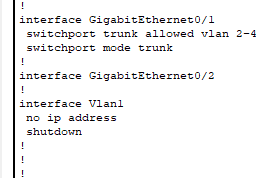 !
interface GigabitEthernet0/1
switchport trunk allowed vlan 2-4
switchport mode trunk
!
interface GigabitEthernet0/2
!
interface Vlan1
no ip address
shutdown
!
!
!